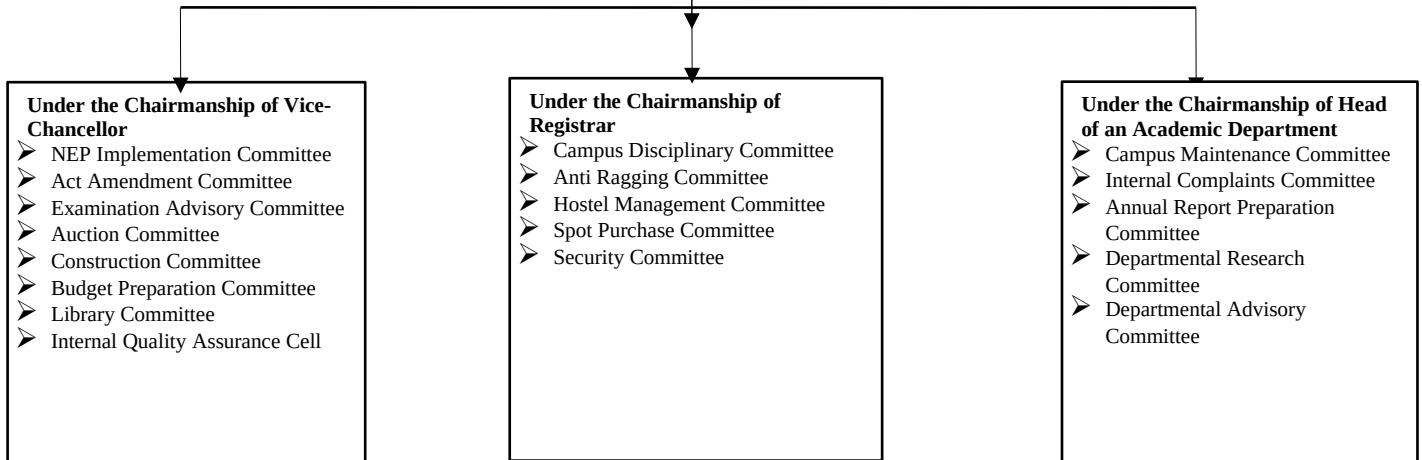 Under the Chairmanship of Vice-
Chancellor
➢ NEP Implementation Committee
➢ Act Amendment Committee
➢ Examination Advisory Committee
➢ Auction Committee
➢ Construction Committee
➢ Budget Preparation Committee
➢ Library Committee
➢ Internal Quality Assurance Cell
Under the Chairmanship of
Registrar
➢ Campus Disciplinary Committee
➢ Anti Ragging Committee
➢ Hostel Management Committee
➢ Spot Purchase Committee
➢ Security Committee
Under the Chairmanship of Head
of an Academic Department
➢ Campus Maintenance Committee
➢ Internal Complaints Committee
➢ Annual Report Preparation
Committee
➢ Departmental Research
Committee
➢ Departmental Advisory
Committee